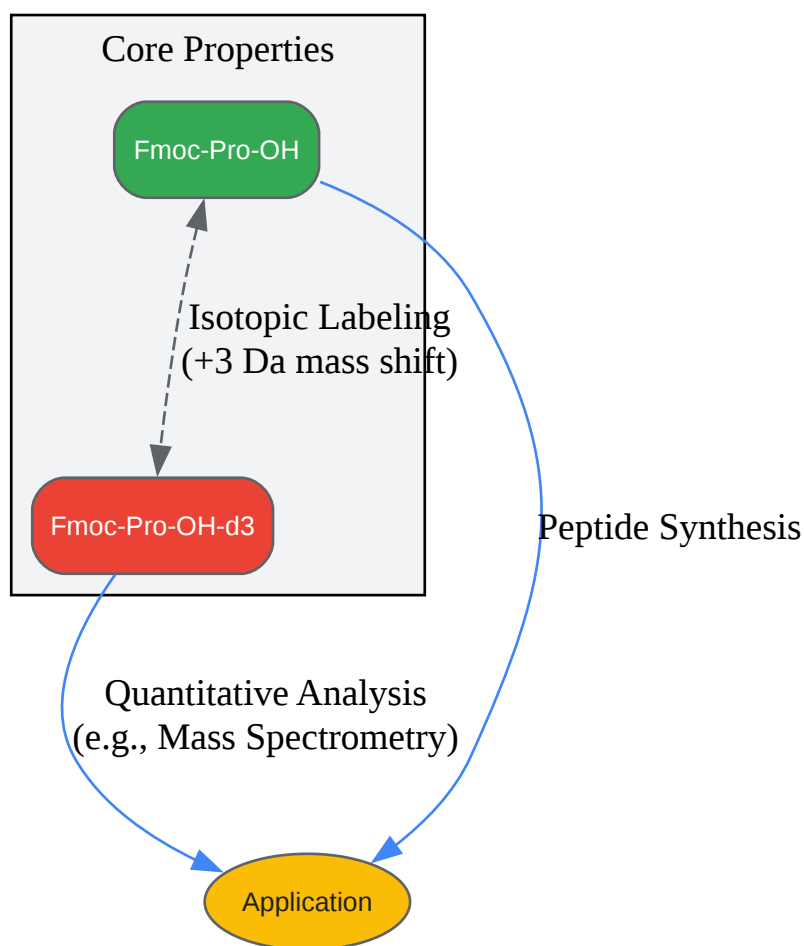 Core Properties
Fmoc-Pro-OH
Isotopic Labeling
(+3 Da mass shift)
Fmoc-Pro-OH-d3
Peptide Synthesis
Quantitative Analysis
(e.g., Mass Spectrometry)
Application